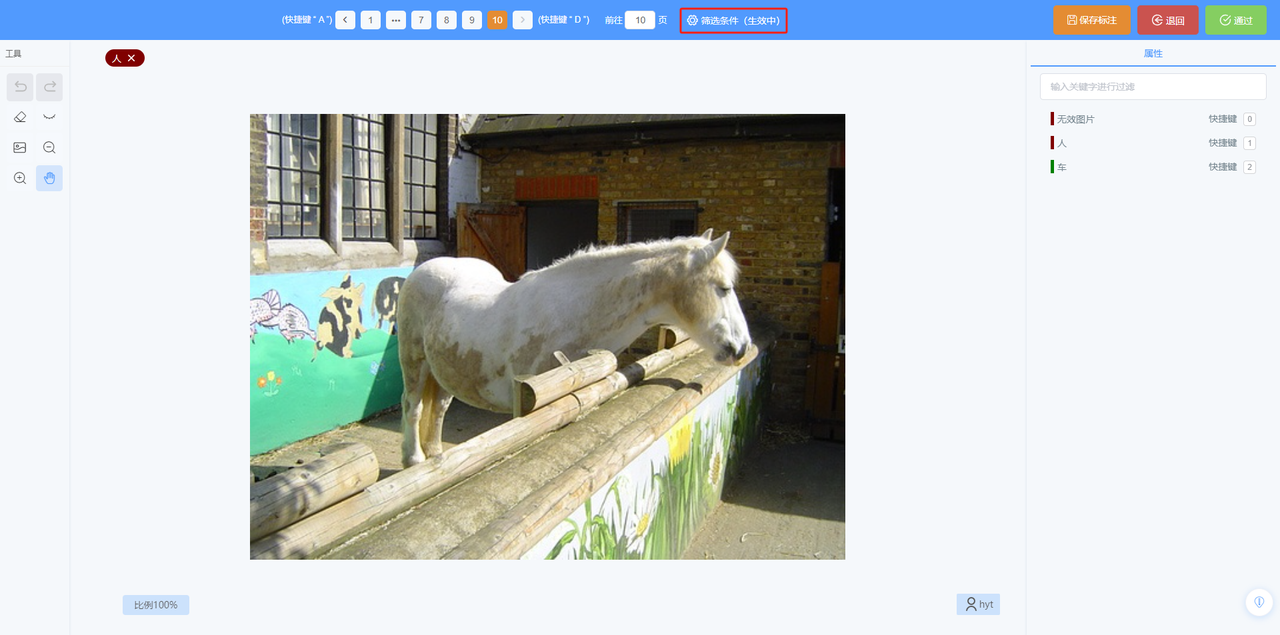 (快捷键 " A ") 1 ••• 7 8 9 10 (快捷键 " D ") 前往 10 页 筛选条件（生效中） 保存标注 退回 通过
工具
人 ✕
属性
输入关键字进行过滤
无效图片 快捷键 0
人 快捷键 1
车 快捷键 2
比例100%
hyt